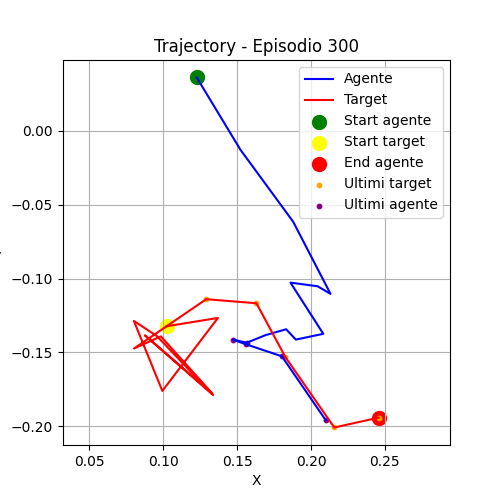 Trajectory - Episodio 300
Agente
Target
Start agente
Start target
End agente
Ultimi target
Ultimi agente
0.00
−0.05
−0.10
−0.15
−0.20
0.05
0.10
0.15
0.20
0.25
X